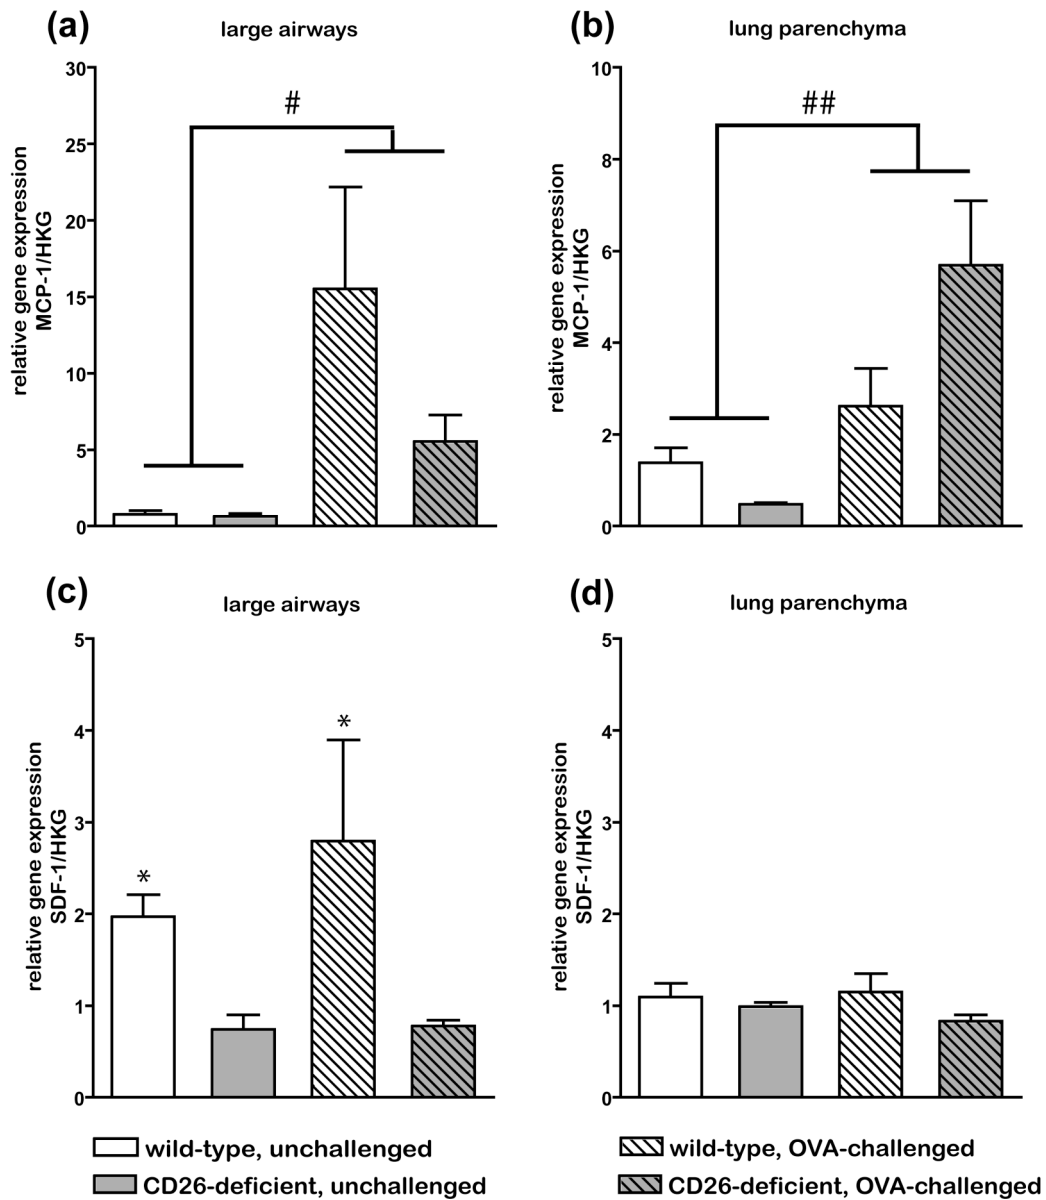 (a)
large airways
relative gene expression
MCP-1/HKG
30
25
20
15
10
5
0
#
(b)
lung parenchyma
relative gene expression
MCP-1/HKG
10
8
6
4
2
0
##
(c)
large airways
relative gene expression
SDF-1/HKG
5
4
3
2
1
0
*
*
(d)
lung parenchyma
relative gene expression
SDF-1/HKG
5
4
3
2
1
0
wild-type, unchallenged
CD26-deficient, unchallenged
wild-type, OVA-challenged
CD26-deficient, OVA-challenged